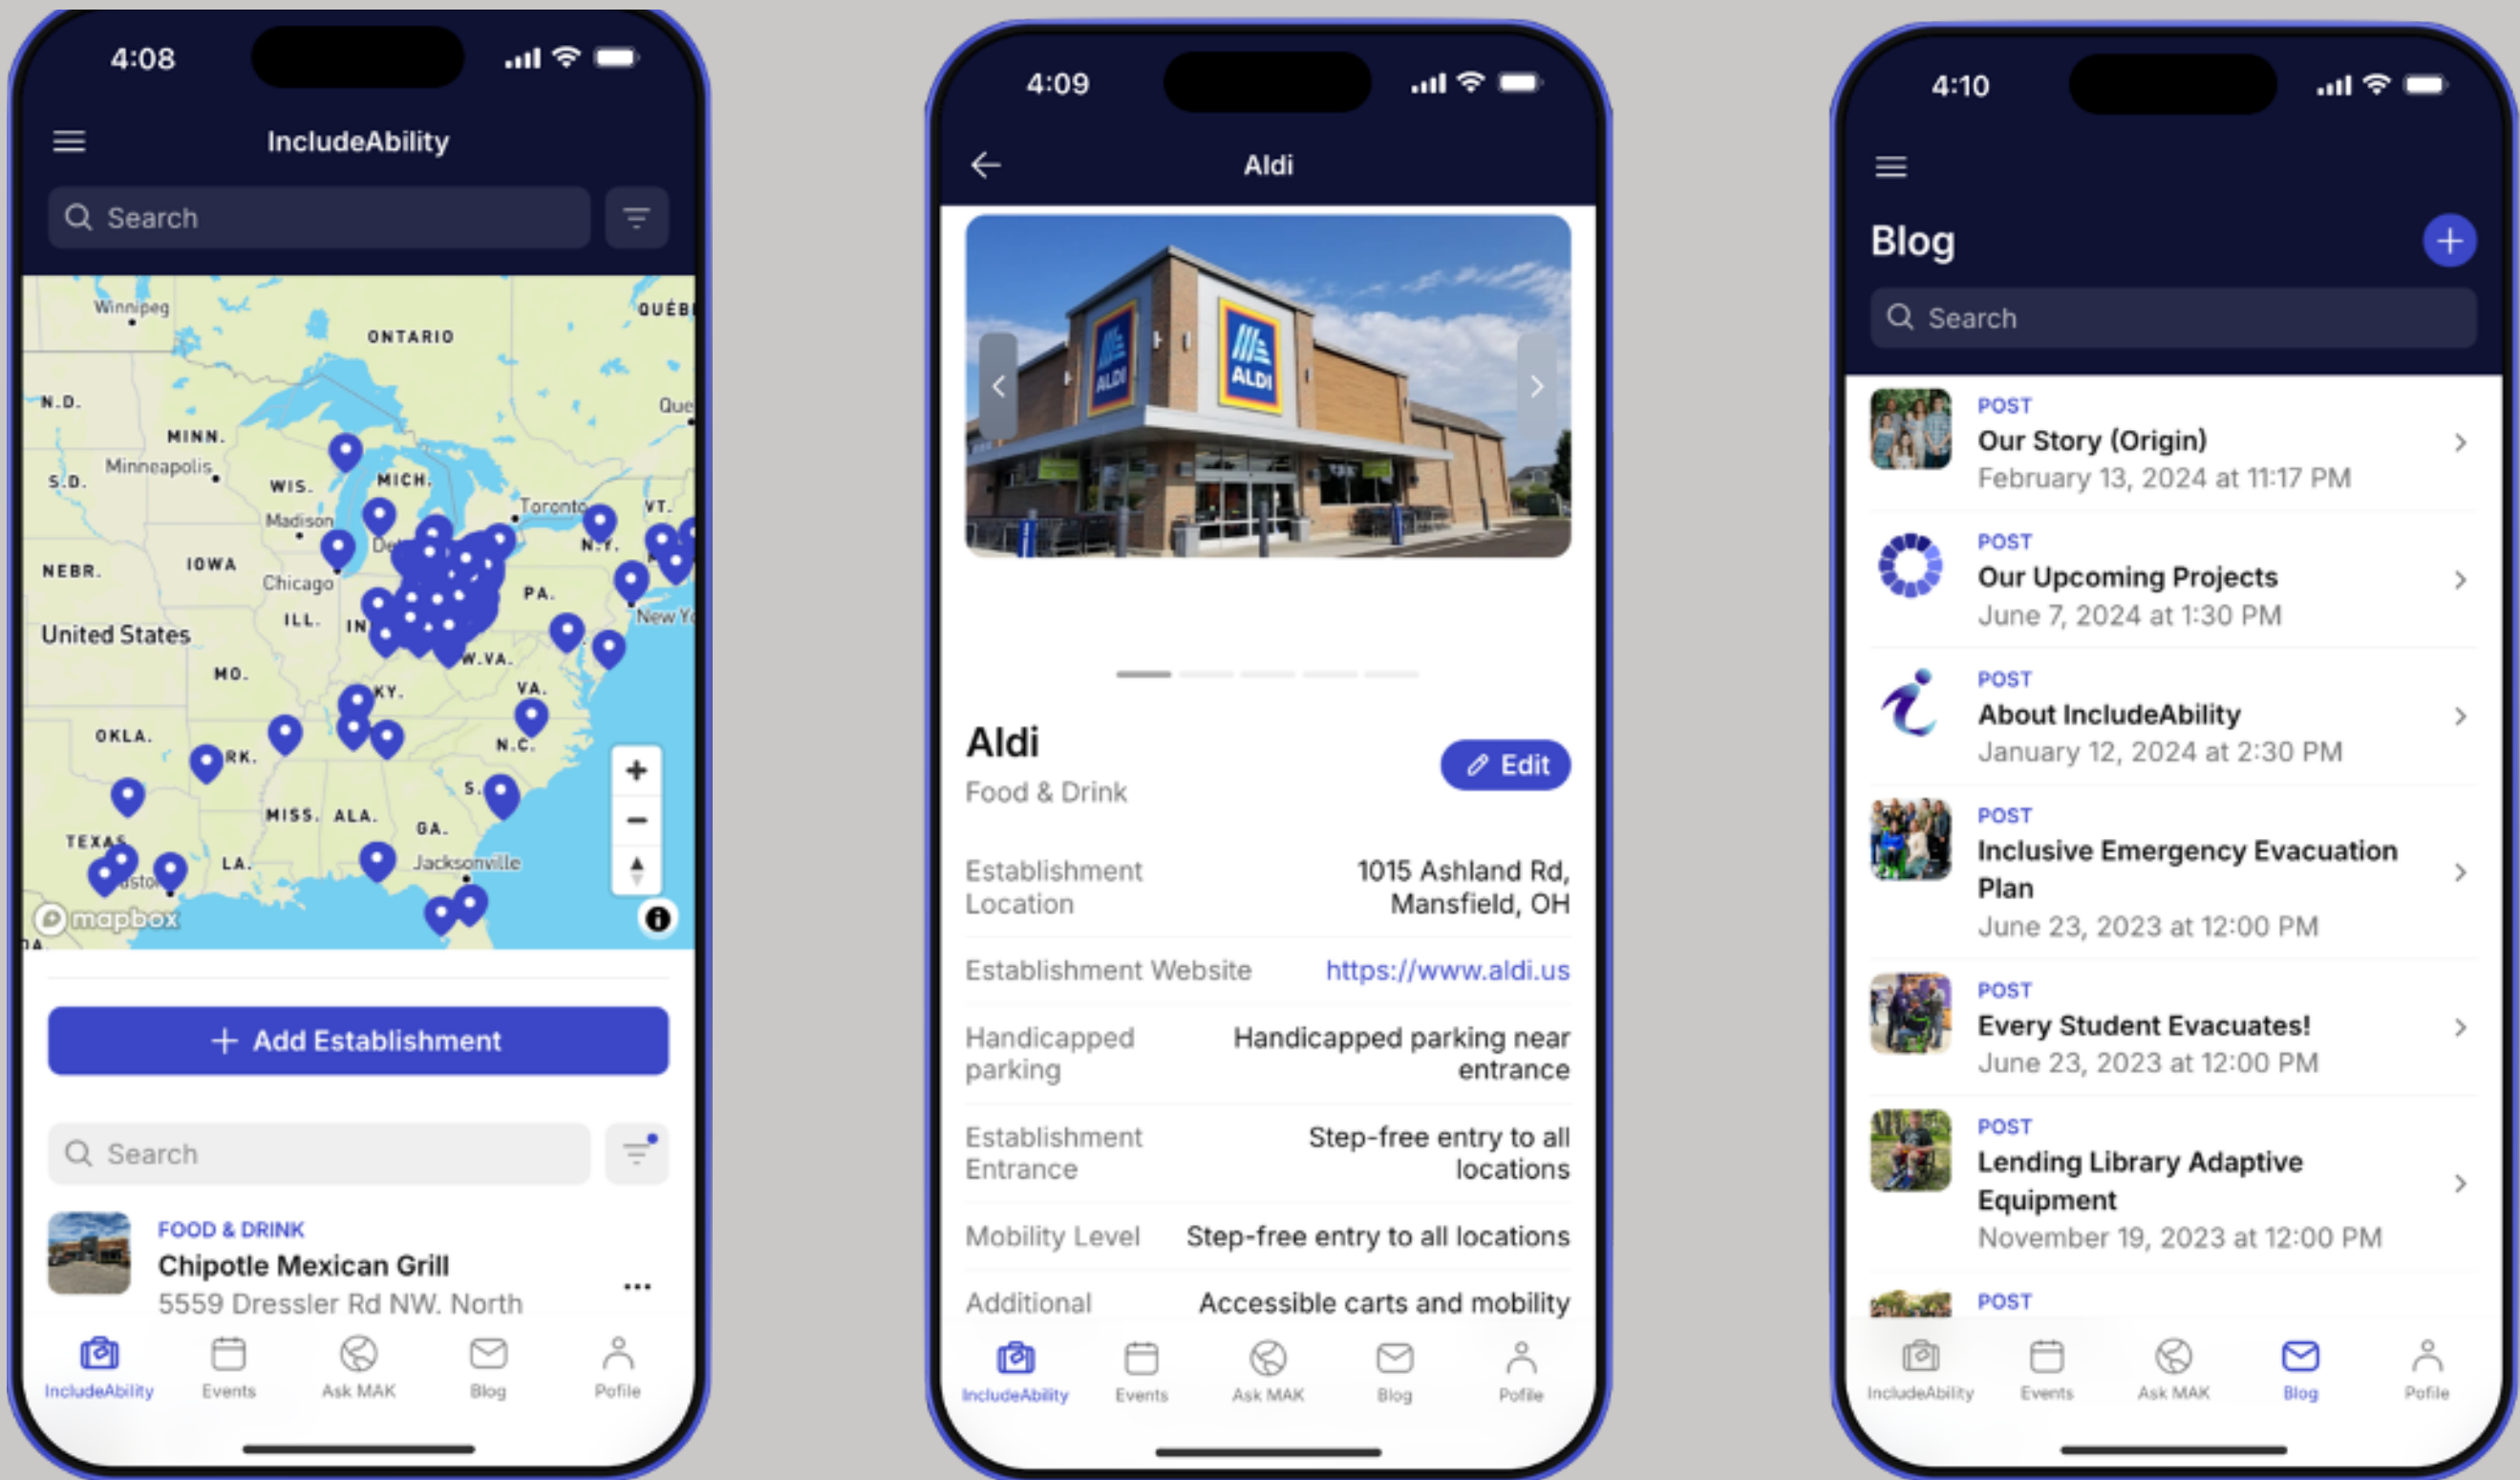 4:08
IncludeAbility
Search
Winnipeg
QUÉB
ONTARIO
N.D.
Que
MINN.
Minneapolis
S.D.
WIS.
MICH.
Toronto
VT.
Madison
N.Y.
NEBR.
IOWA
Chicago
PA.
ILL.
IN
New Yo
United States
W.VA.
MO.
KY.
VA.
OKLA.
RK.
N.C.
S.
MISS.
ALA.
GA.
TEXAS
LA.
Jacksonville
mapbox
+ Add Establishment
Search
FOOD & DRINK
Chipotle Mexican Grill
5559 Dressler Rd NW. North
IncludeAbility
Events
Ask MAK
Blog
Pofile
4:09
Aldi
ALDI
ALDI
Aldi
Edit
Food & Drink
Establishment Location
1015 Ashland Rd,
Mansfield, OH
Establishment Website
https://www.aldi.us
Handicapped parking
Handicapped parking near
entrance
Establishment Entrance
Step-free entry to all
locations
Mobility Level
Step-free entry to all locations
Additional
Accessible carts and mobility
IncludeAbility
Events
Ask MAK
Blog
Pofile
4:10
Blog
Search
POST
Our Story (Origin)
February 13, 2024 at 11:17 PM
POST
Our Upcoming Projects
June 7, 2024 at 1:30 PM
POST
About IncludeAbility
January 12, 2024 at 2:30 PM
POST
Inclusive Emergency Evacuation
Plan
June 23, 2023 at 12:00 PM
POST
Every Student Evacuates!
June 23, 2023 at 12:00 PM
POST
Lending Library Adaptive
Equipment
November 19, 2023 at 12:00 PM
POST
IncludeAbility
Events
Ask MAK
Blog
Pofile